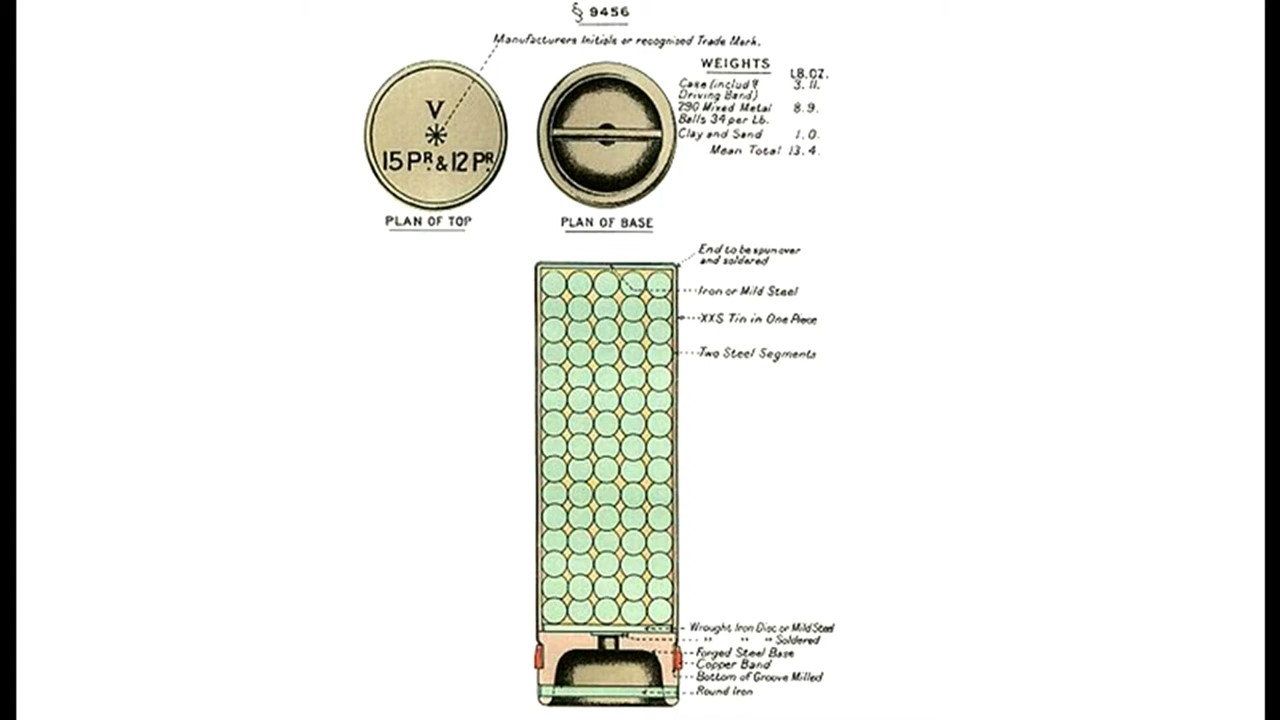 § 9456
Manufacturers Initials or recognised Trade Mark.
WEIGHTS
LB.OZ.
Case (includg Driving Band) 3. 11.
290 Mixed Metal Balls 34 per Lb. 8. 9.
Clay and Sand 1. 0.
Mean Total 13. 4.
V
15 PR. & 12 PR.
PLAN OF TOP
PLAN OF BASE
End to be spun over
and soldered
Iron or Mild Steel
XXS Tin in One Piece
Two Steel Segments
Wrought Iron Disc or Mild Steel
" " " Soldered
Forged Steel Base
Copper Band
Bottom of Groove Milled
Round Iron